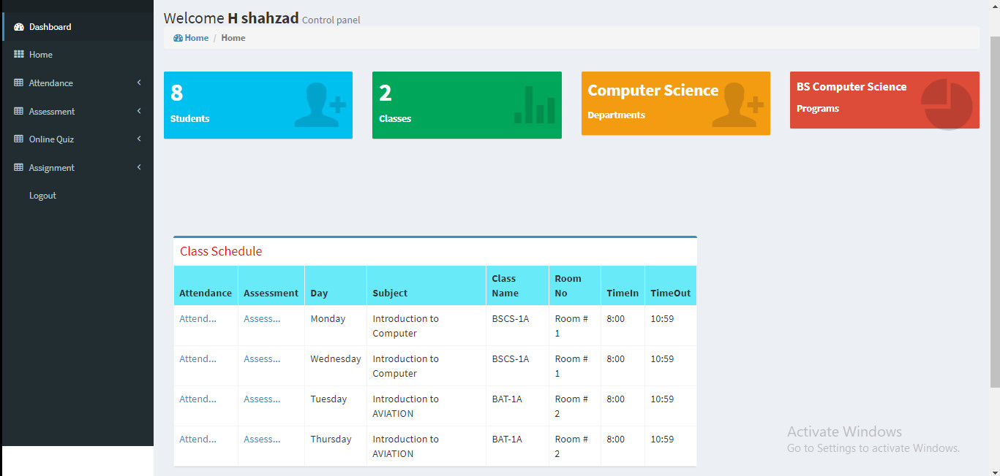 Dashboard
Home
Attendance
Assessment
Online Quiz
Assignment
Logout
Welcome H shahzad Control panel
Home / Home
8
Students
2
Classes
Computer Science
Departments
BS Computer Science
Programs
Class Schedule
Attendance Assessment Day Subject Class Name Room No TimeIn TimeOut
Attend... Assess... Monday Introduction to Computer BSCS-1A Room # 1 8:00 10:59
Attend... Assess... Wednesday Introduction to Computer BSCS-1A Room # 1 8:00 10:59
Attend... Assess... Tuesday Introduction to AVIATION BAT-1A Room # 2 8:00 10:59
Attend... Assess... Thursday Introduction to AVIATION BAT-1A Room # 2 8:00 10:59
Activate Windows
Go to Settings to activate Windows.